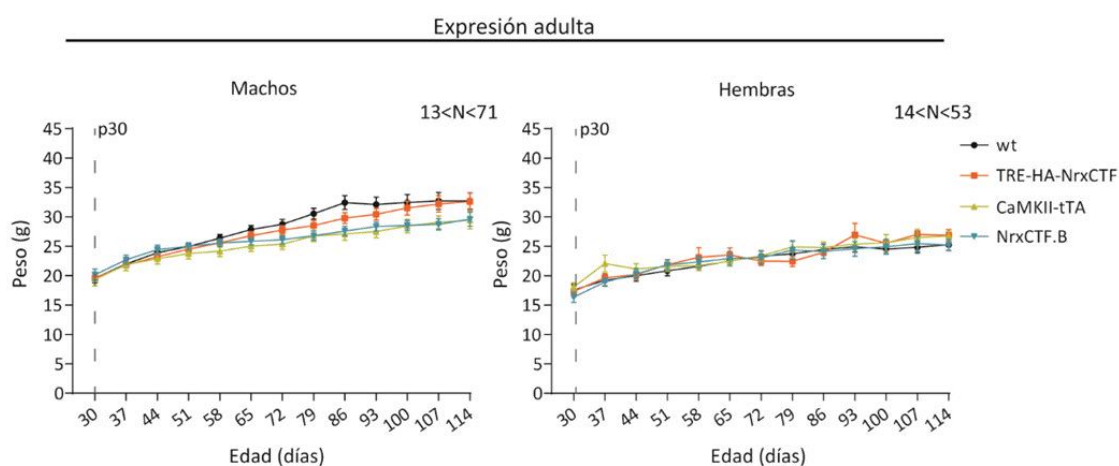 Expresión adulta
Machos
13<N<71
p30
45
40
35
30
25
20
15
10
5
0
Peso (g)
30 37 44 51 58 65 72 79 86 93 100 107 114
Edad (días)
Hembras
14<N<53
p30
45
40
35
30
25
20
15
10
5
0
Peso (g)
30 37 44 51 58 65 72 79 86 93 100 107 114
Edad (días)
wt
TRE-HA-NrxCTF
CaMKII-tTA
NrxCTF.B